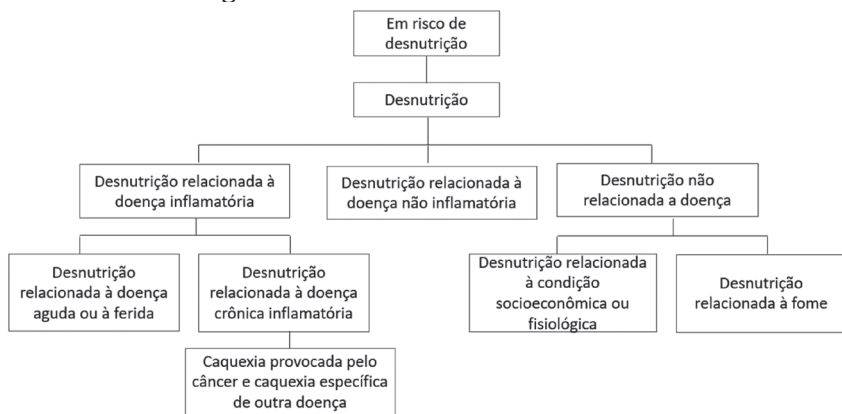 Em risco de
desnutrição
Desnutrição
Desnutrição relacionada à
doença inflamatória
Desnutrição relacionada à
doença não inflamatória
Desnutrição não
relacionada a doença
Desnutrição
relacionada à doença
aguda ou à ferida
Desnutrição
relacionada à doença
crônica inflamatória
Desnutrição relacionada
à condição
socioeconômica ou
fisiológica
Desnutrição
relacionada à fome
Caquexia provocada pelo
câncer e caquexia específica
de outra doença